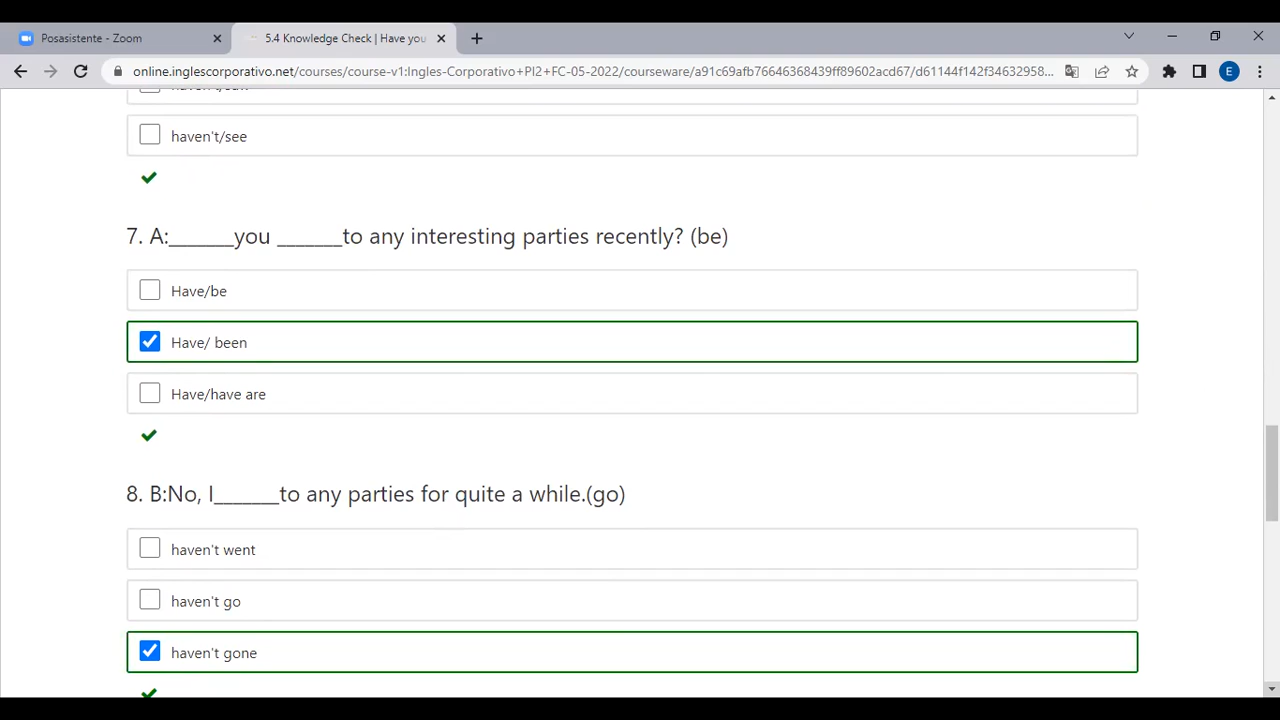 Posasistente - Zoom
5.4 Knowledge Check | Have you
online.inglescorporativo.net/courses/course-v1:Ingles-Corporativo+PI2+FC-05-2022/courseware/a91c69afb76646368439ff89602acd67/d61144f142f34632958...
E
haven't/see
7. A:_______you _______to any interesting parties recently? (be)
Have/be
Have/ been
Have/have are
8. B:No, I_______to any parties for quite a while.(go)
haven't went
haven't go
haven't gone